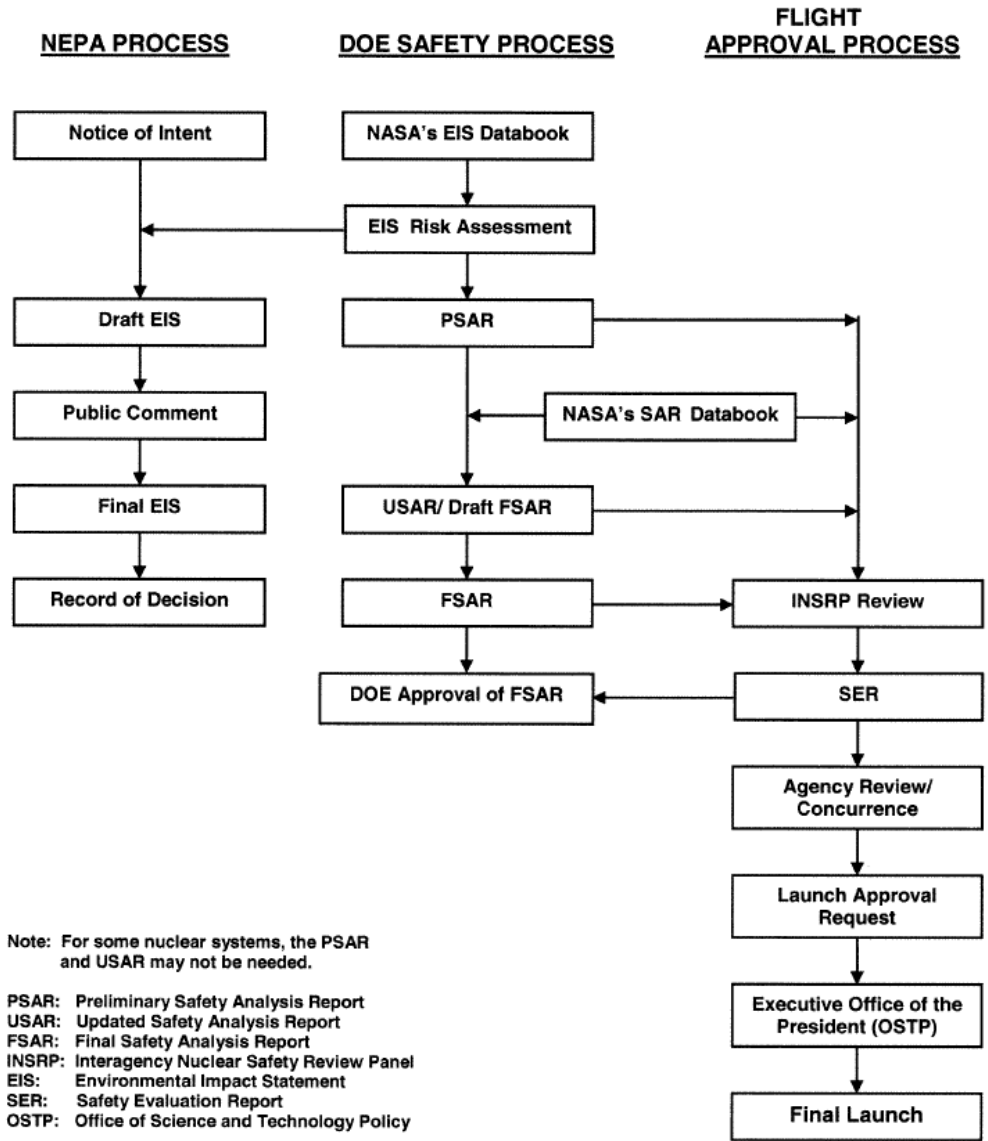 NEPA PROCESS
DOE SAFETY PROCESS
FLIGHT
APPROVAL PROCESS
Notice of Intent
NASA's EIS Databook
EIS Risk Assessment
Draft EIS
PSAR
Public Comment
NASA's SAR Databook
Final EIS
USAR/ Draft FSAR
Record of Decision
FSAR
INSRP Review
DOE Approval of FSAR
SER
Agency Review/
Concurrence
Launch Approval
Request
Executive Office of the
President (OSTP)
Final Launch
Note: For some nuclear systems, the PSAR
and USAR may not be needed.
PSAR: Preliminary Safety Analysis Report
USAR: Updated Safety Analysis Report
FSAR: Final Safety Analysis Report
INSRP: Interagency Nuclear Safety Review Panel
EIS: Environmental Impact Statement
SER: Safety Evaluation Report
OSTP: Office of Science and Technology Policy